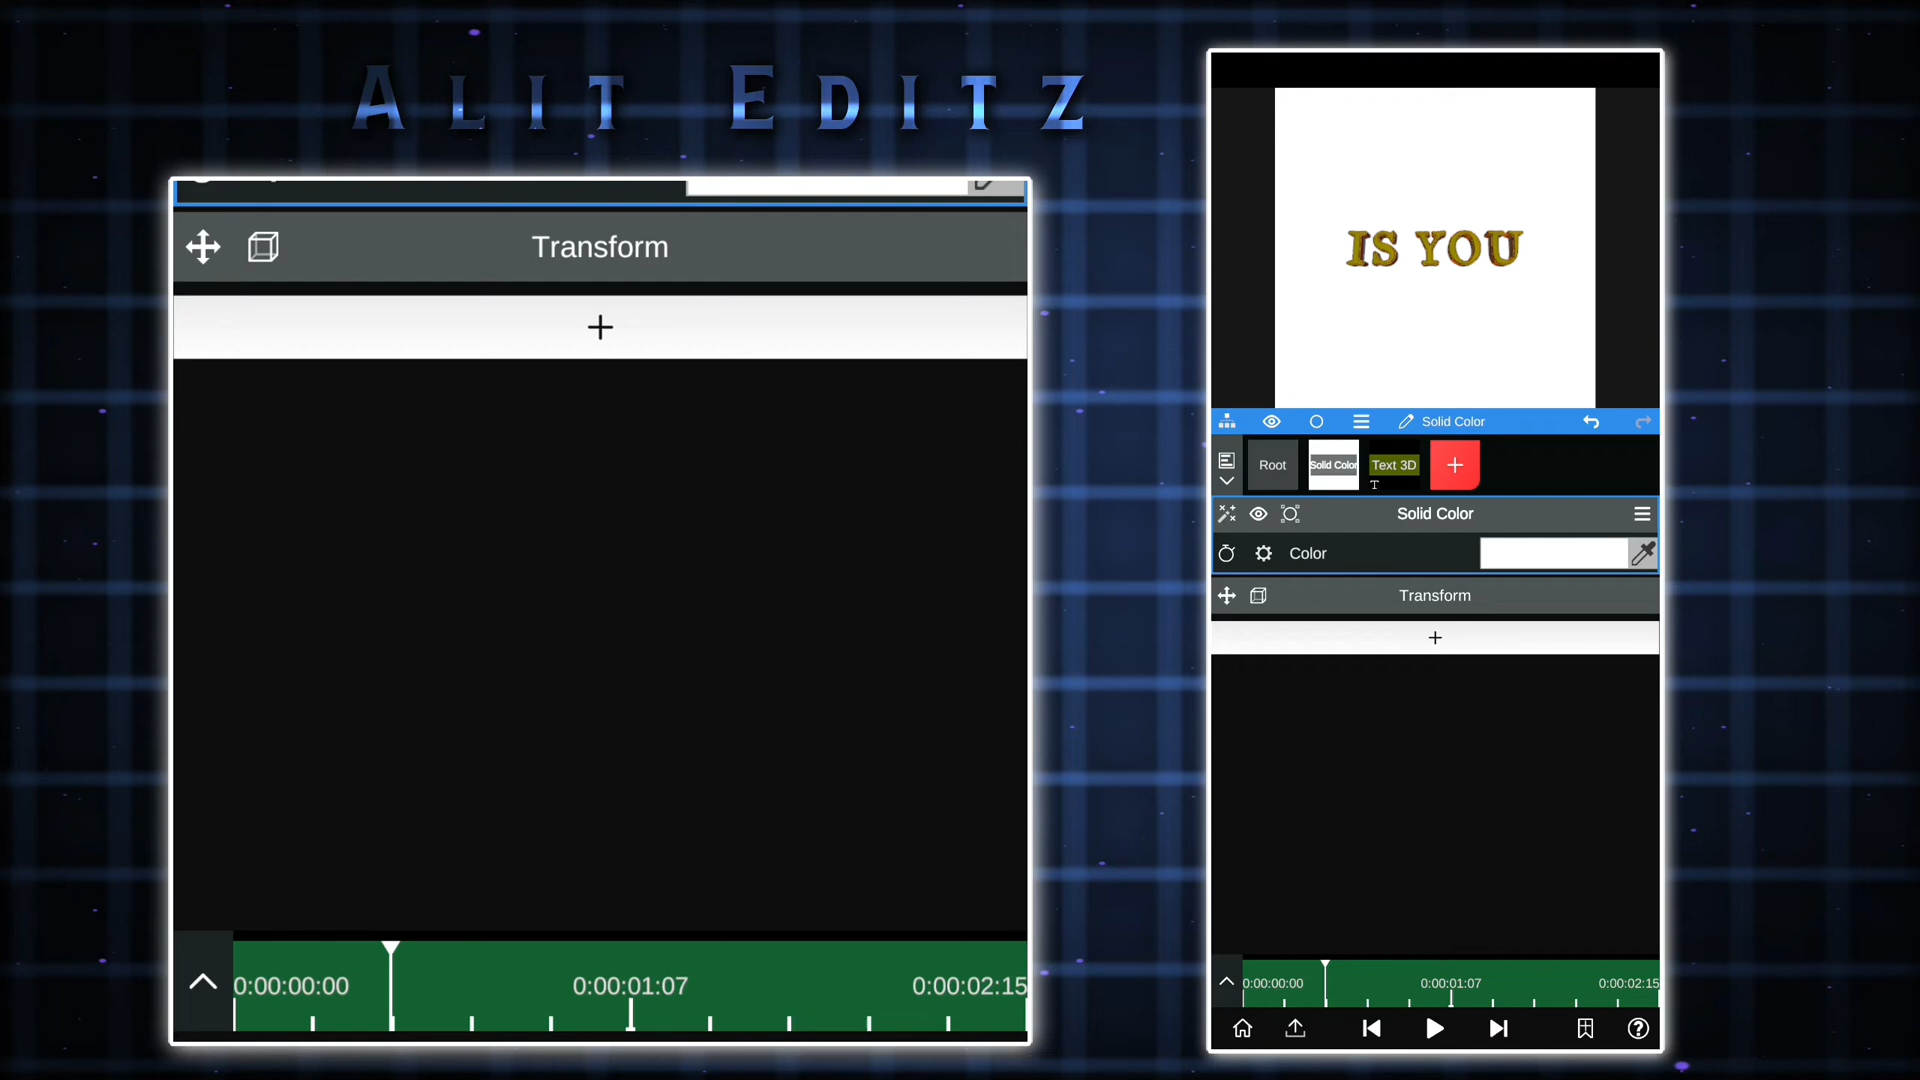 Alit Editz
Transform
0:00:00:00
0:00:01:07
0:00:02:15
IS YOU
Solid Color
Root
Solid Color
Text 3D
T
Solid Color
Color
Transform
0:00:00:00
0:00:01:07
0:00:02:15